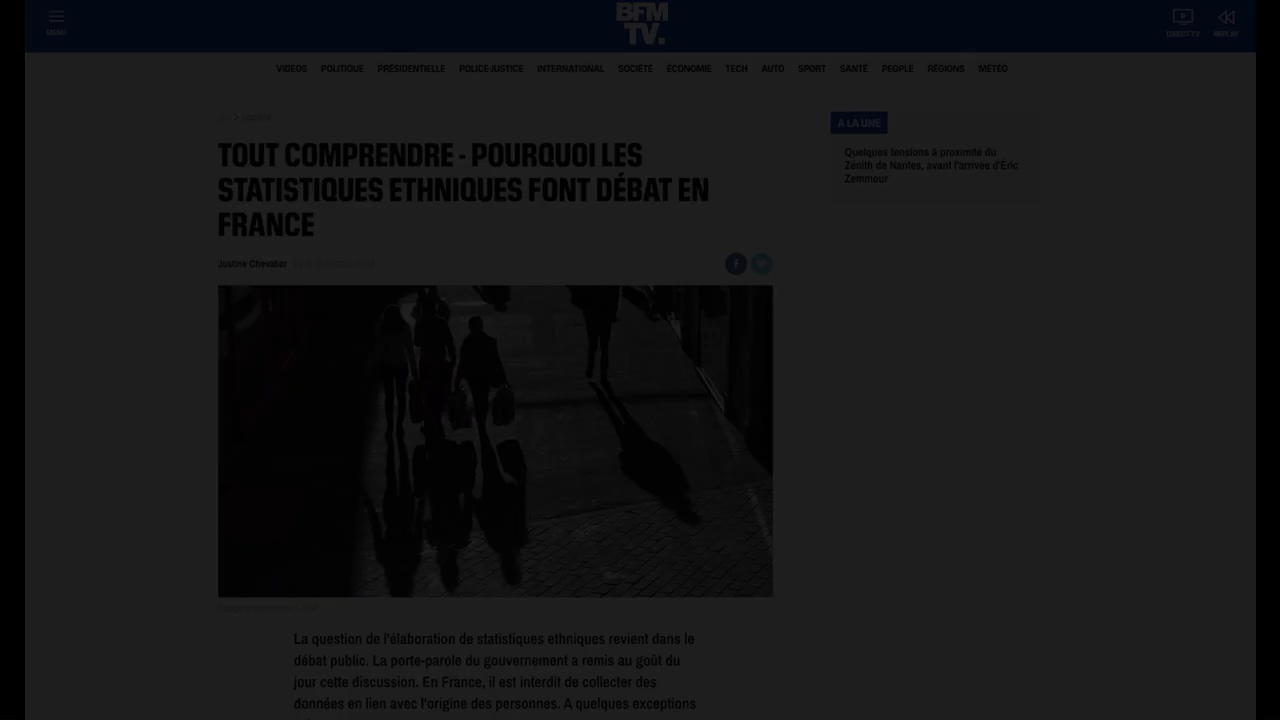 MENU
BFM
TV.
DIRECT TV
REPLAY
VIDEOS POLITIQUE PRÉSIDENTIELLE POLICE-JUSTICE INTERNATIONAL SOCIÉTÉ ÉCONOMIE TECH AUTO SPORT SANTÉ PEOPLE RÉGIONS MÉTÉO
TOUT COMPRENDRE - POURQUOI LES
STATISTIQUES ETHNIQUES FONT DÉBAT EN
FRANCE
Justine Chevalier
A LA UNE
Quelques tensions à proximité du
Zénith de Nantes, avant l'arrivée d'Éric
Zemmour
La question de l'élaboration de statistiques ethniques revient dans le
débat public. La porte-parole du gouvernement a remis au goût du
jour cette discussion. En France, il est interdit de collecter des
données en lien avec l'origine des personnes. A quelques exceptions